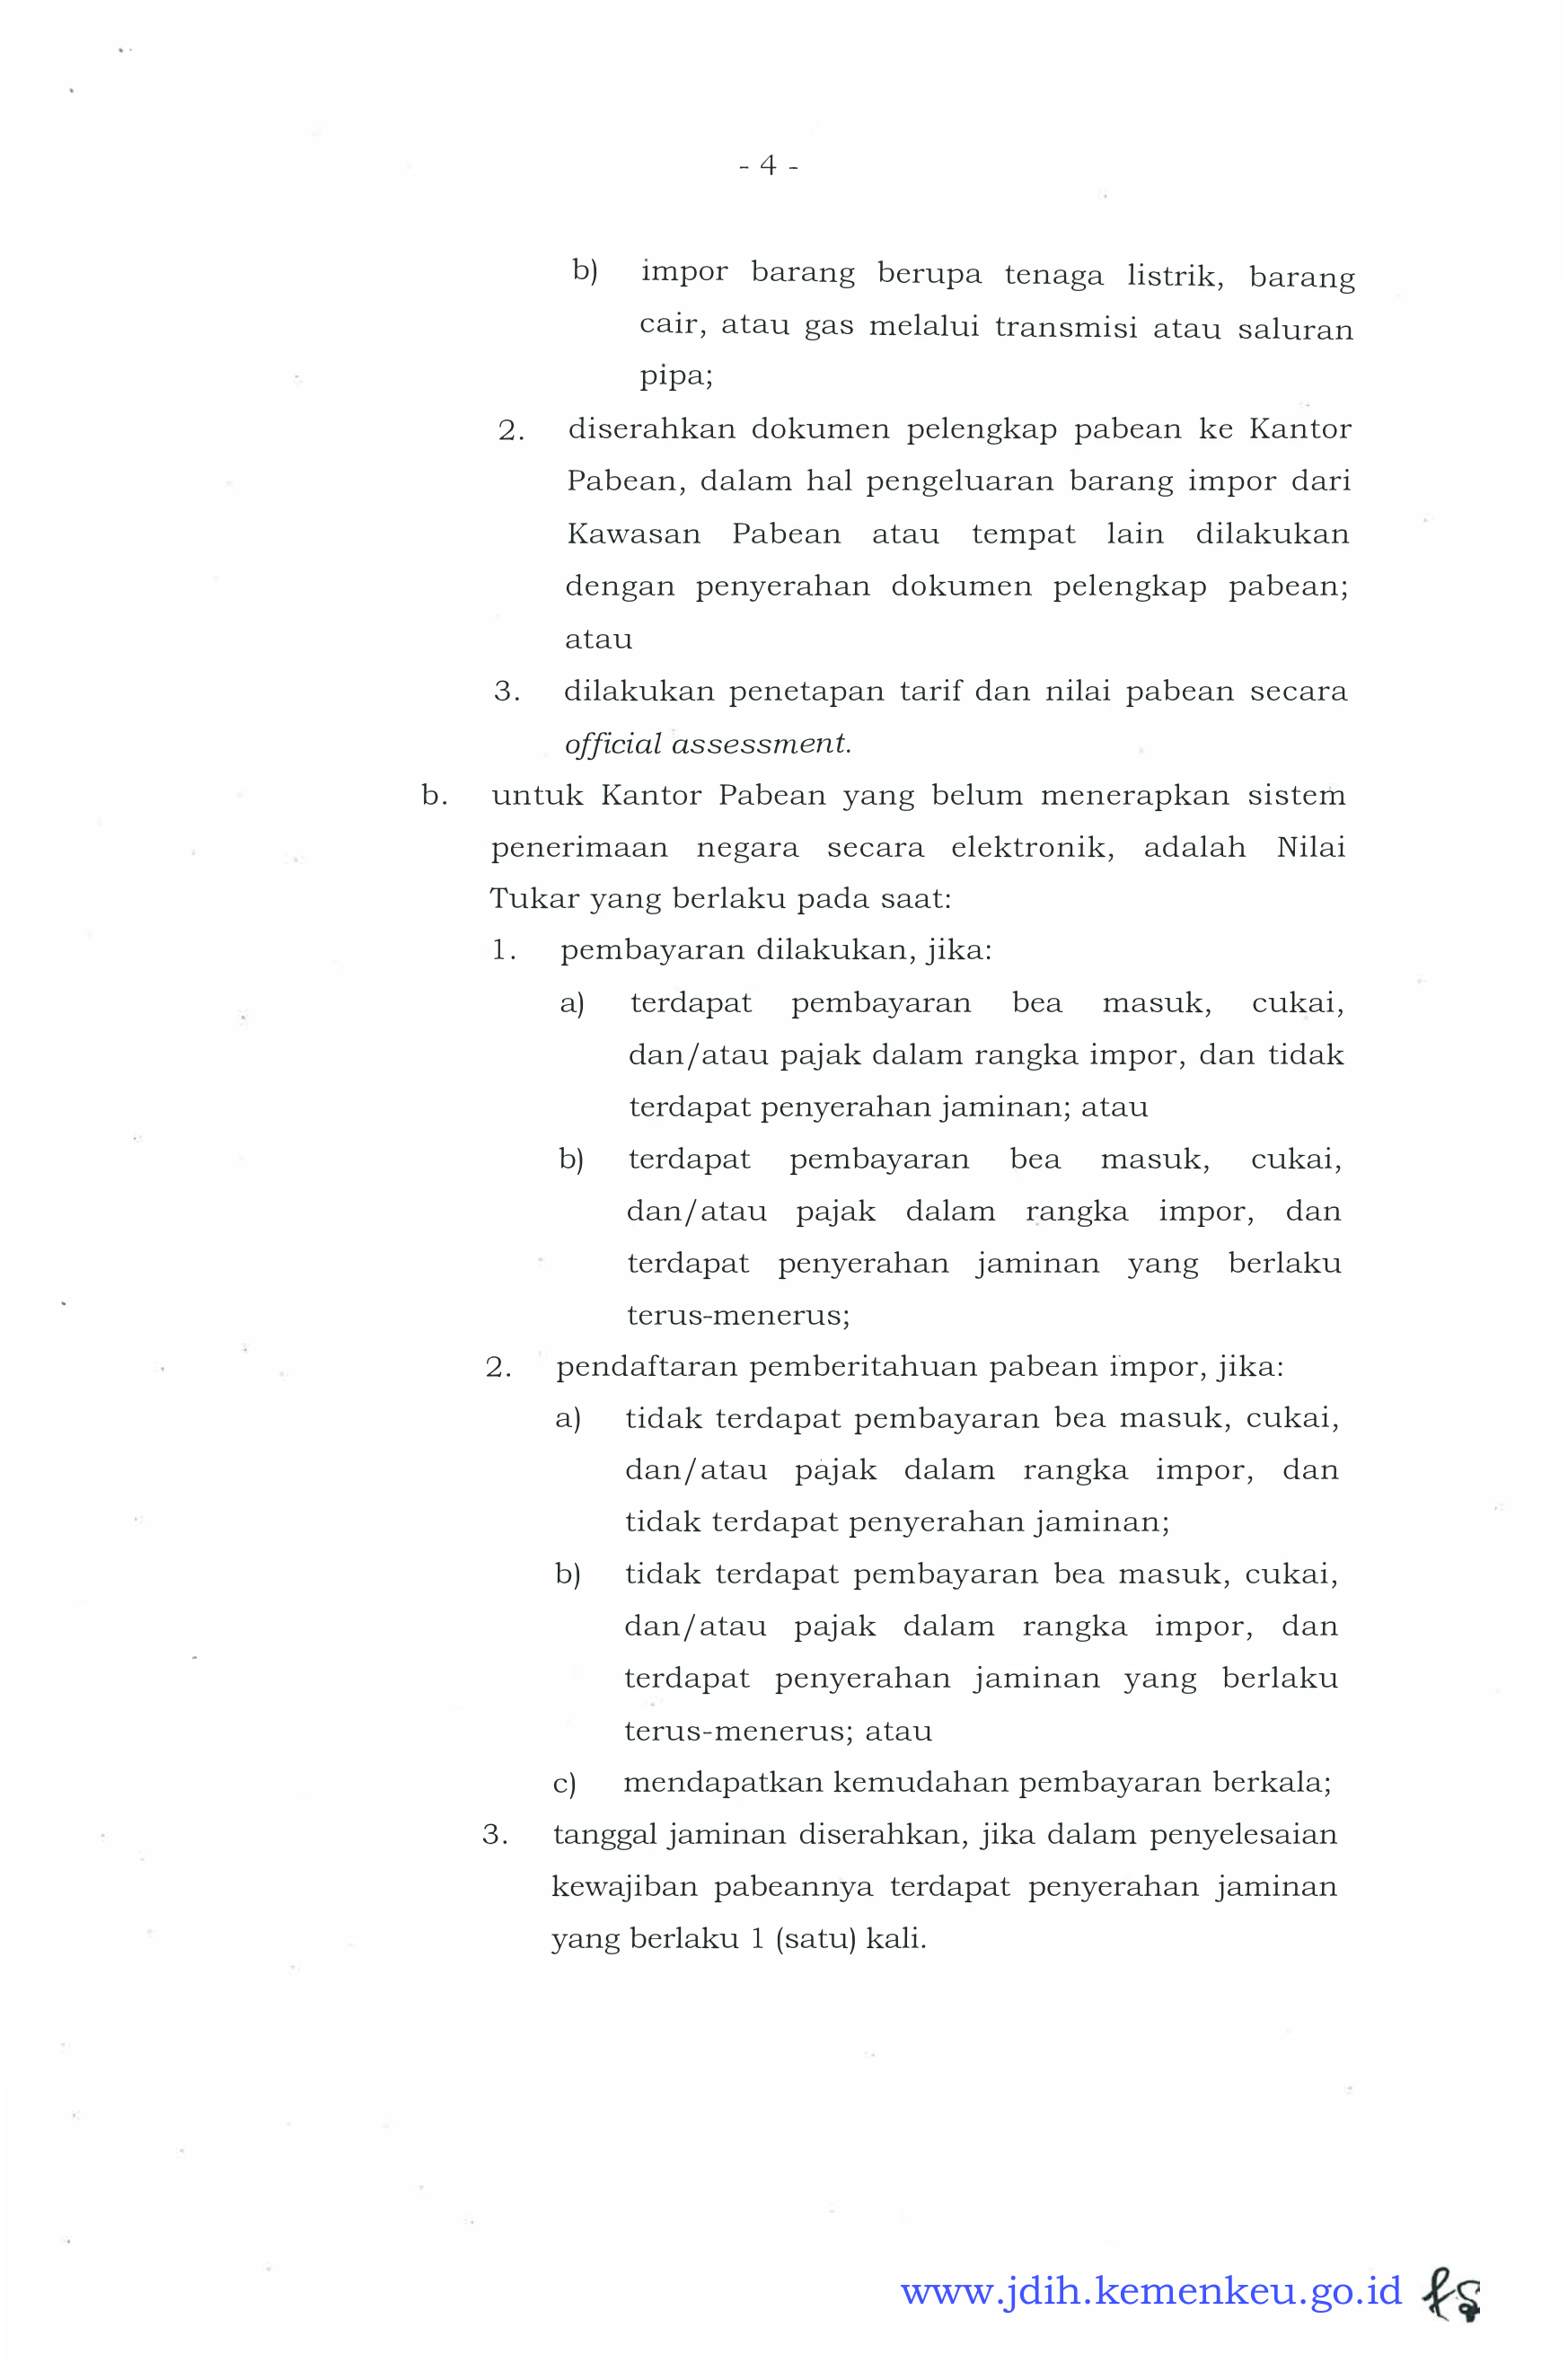 - 4 -
b) impor barang berupa tenaga listrik, barang
cair, atau gas melalui transmisi atau saluran
pipa;
2. diserahkan dokumen pelengkap pabean ke Kantor
Pabean, dalam hal pengeluaran barang impor dari
Kawasan Pabean atau tempat lain dilakukan
dengan penyerahan dokumen pelengkap pabean;
atau
3. dilakukan penetapan tarif dan nilai pabean secara
official assessment.
b. untuk Kantor Pabean yang belum menerapkan sistem
penerimaan negara secara elektronik, adalah Nilai
Tukar yang berlaku pada saat:
1. pembayaran dilakukan, jika:
a) terdapat pembayaran bea masuk, cukai,
dan/atau pajak dalam rangka impor, dan tidak
terdapat penyerahan jaminan; atau
b) terdapat pembayaran bea masuk, cukai,
dan/atau pajak dalam rangka impor, dan
terdapat penyerahan jaminan yang berlaku
terus-menerus;
2. pendaftaran pemberitahuan pabean impor, jika:
a) tidak terdapat pembayaran bea masuk, cukai,
dan/atau pajak dalam rangka impor, dan
tidak terdapat penyerahan jaminan;
b) tidak terdapat pembayaran bea masuk, cukai,
dan/atau pajak dalam rangka impor, dan
terdapat penyerahan jaminan yang berlaku
terus-menerus; atau
c) mendapatkan kemudahan pembayaran berkala;
3. tanggal jaminan diserahkan, jika dalam penyelesaian
kewajiban pabeannya terdapat penyerahan jaminan
yang berlaku 1 (satu) kali.
www.jdih.kemenkeu.go.id